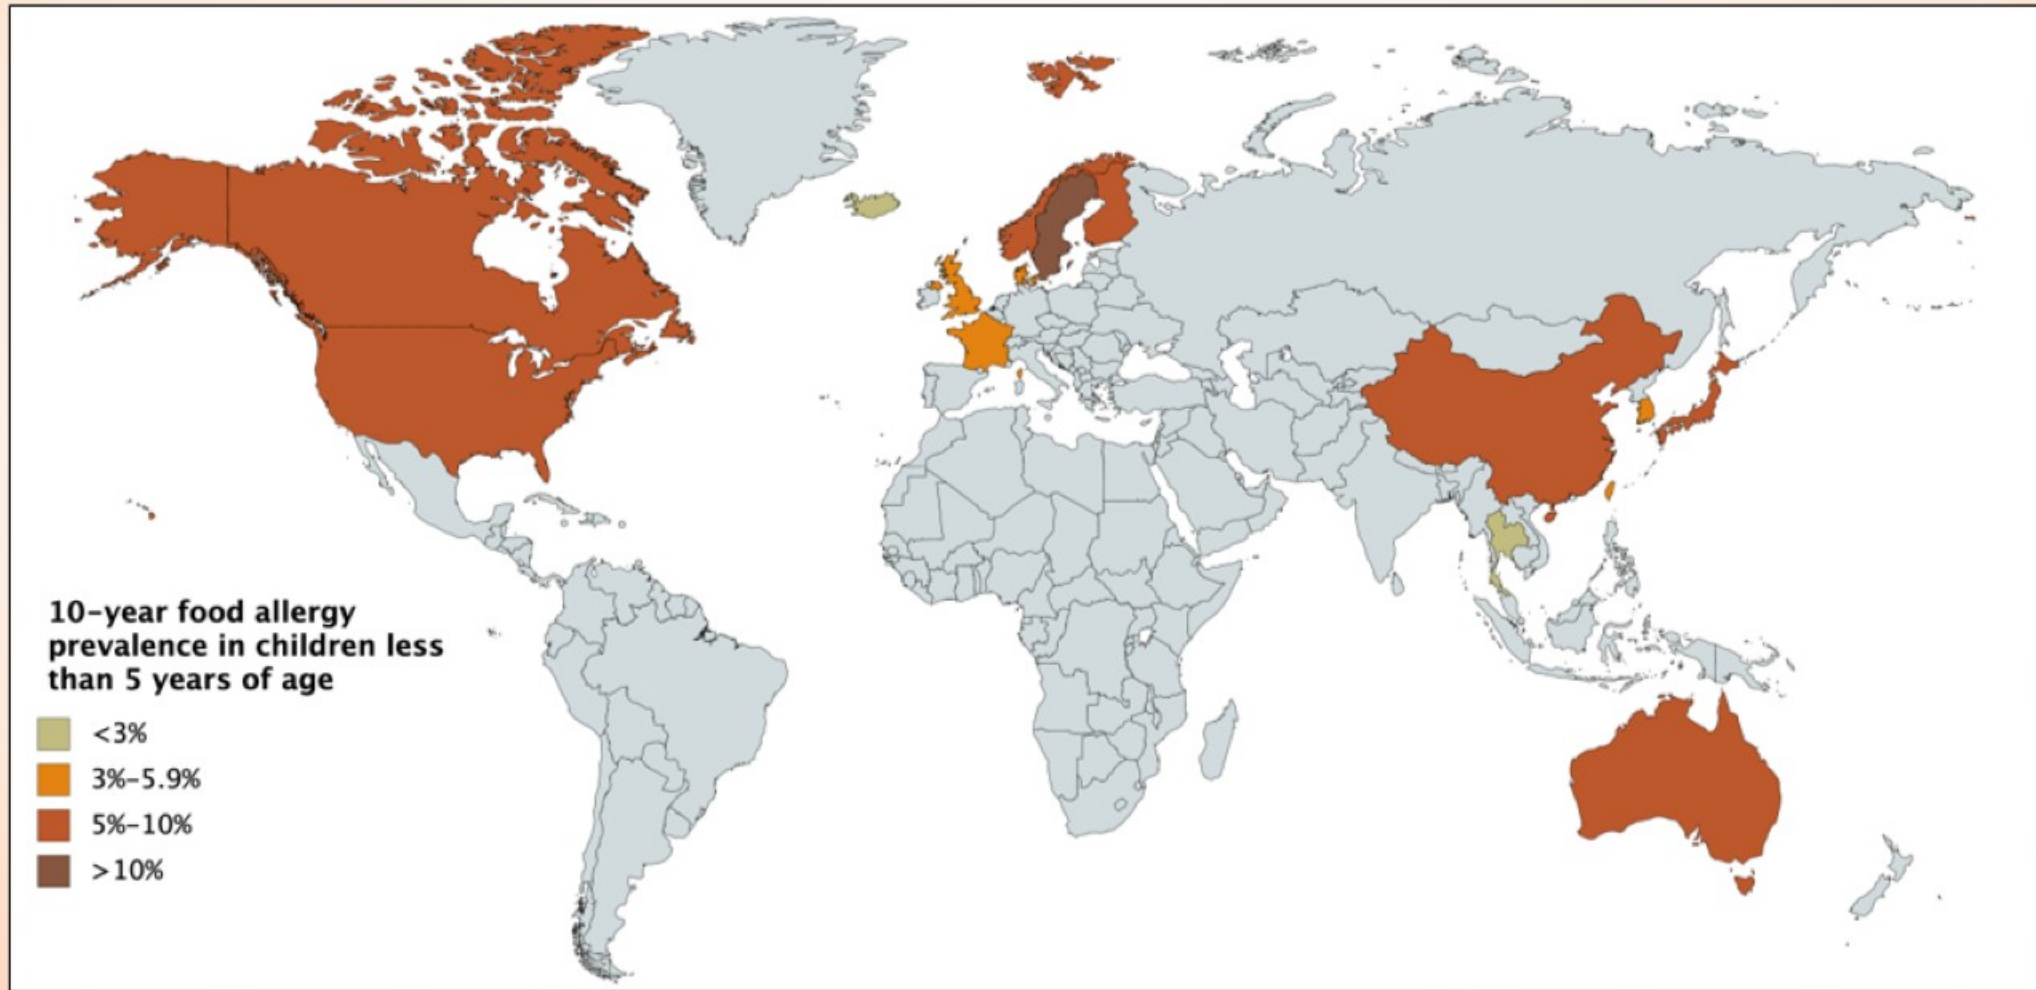 10-year food allergy
prevalence in children less
than 5 years of age
<3%
3%-5.9%
5%-10%
>10%